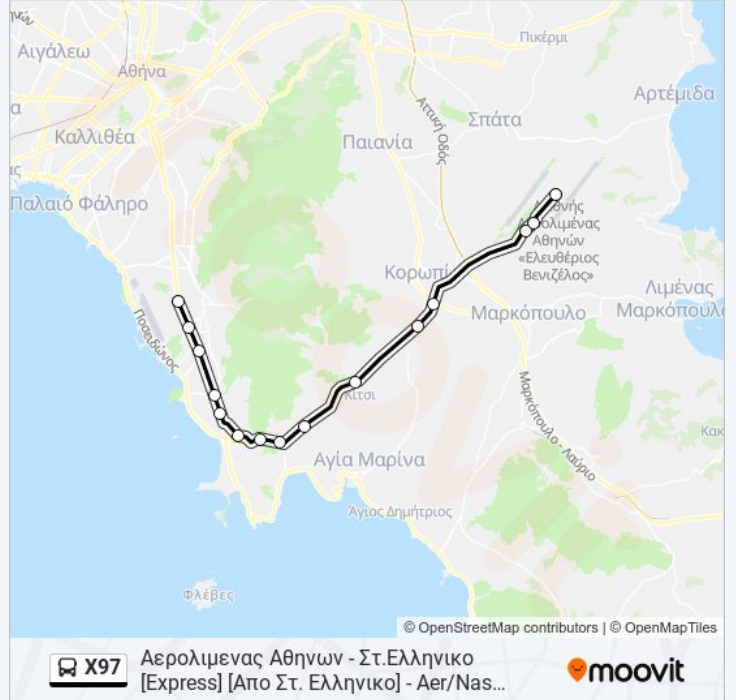 Πικέρμι
Αιγάλεω
Αθήνα
Αρτέμιδα
Αττική Οδός
Σπάτα
Καλλιθέα
Παιανία
Παλαιό Φάληρο
Αθηνών
«Ελευθέριος
Βενιζέλος»
Κορωπί
Λιμένας
Μαρκόπουλο
Μαρκόπουλο
Ποσειδώνος
Κίτσι
Μαρκόπουλο - Λαύριο
Αγία Μαρίνα
Άγιος Δημήτριος
Φλέβες
© OpenStreetMap contributors | © OpenMapTiles
X97
Αερολιμενας Αθηνων - Στ.Ελληνικο
[Express] [Απο Στ. Ελληνικο] - Aer/Nas…
moovit